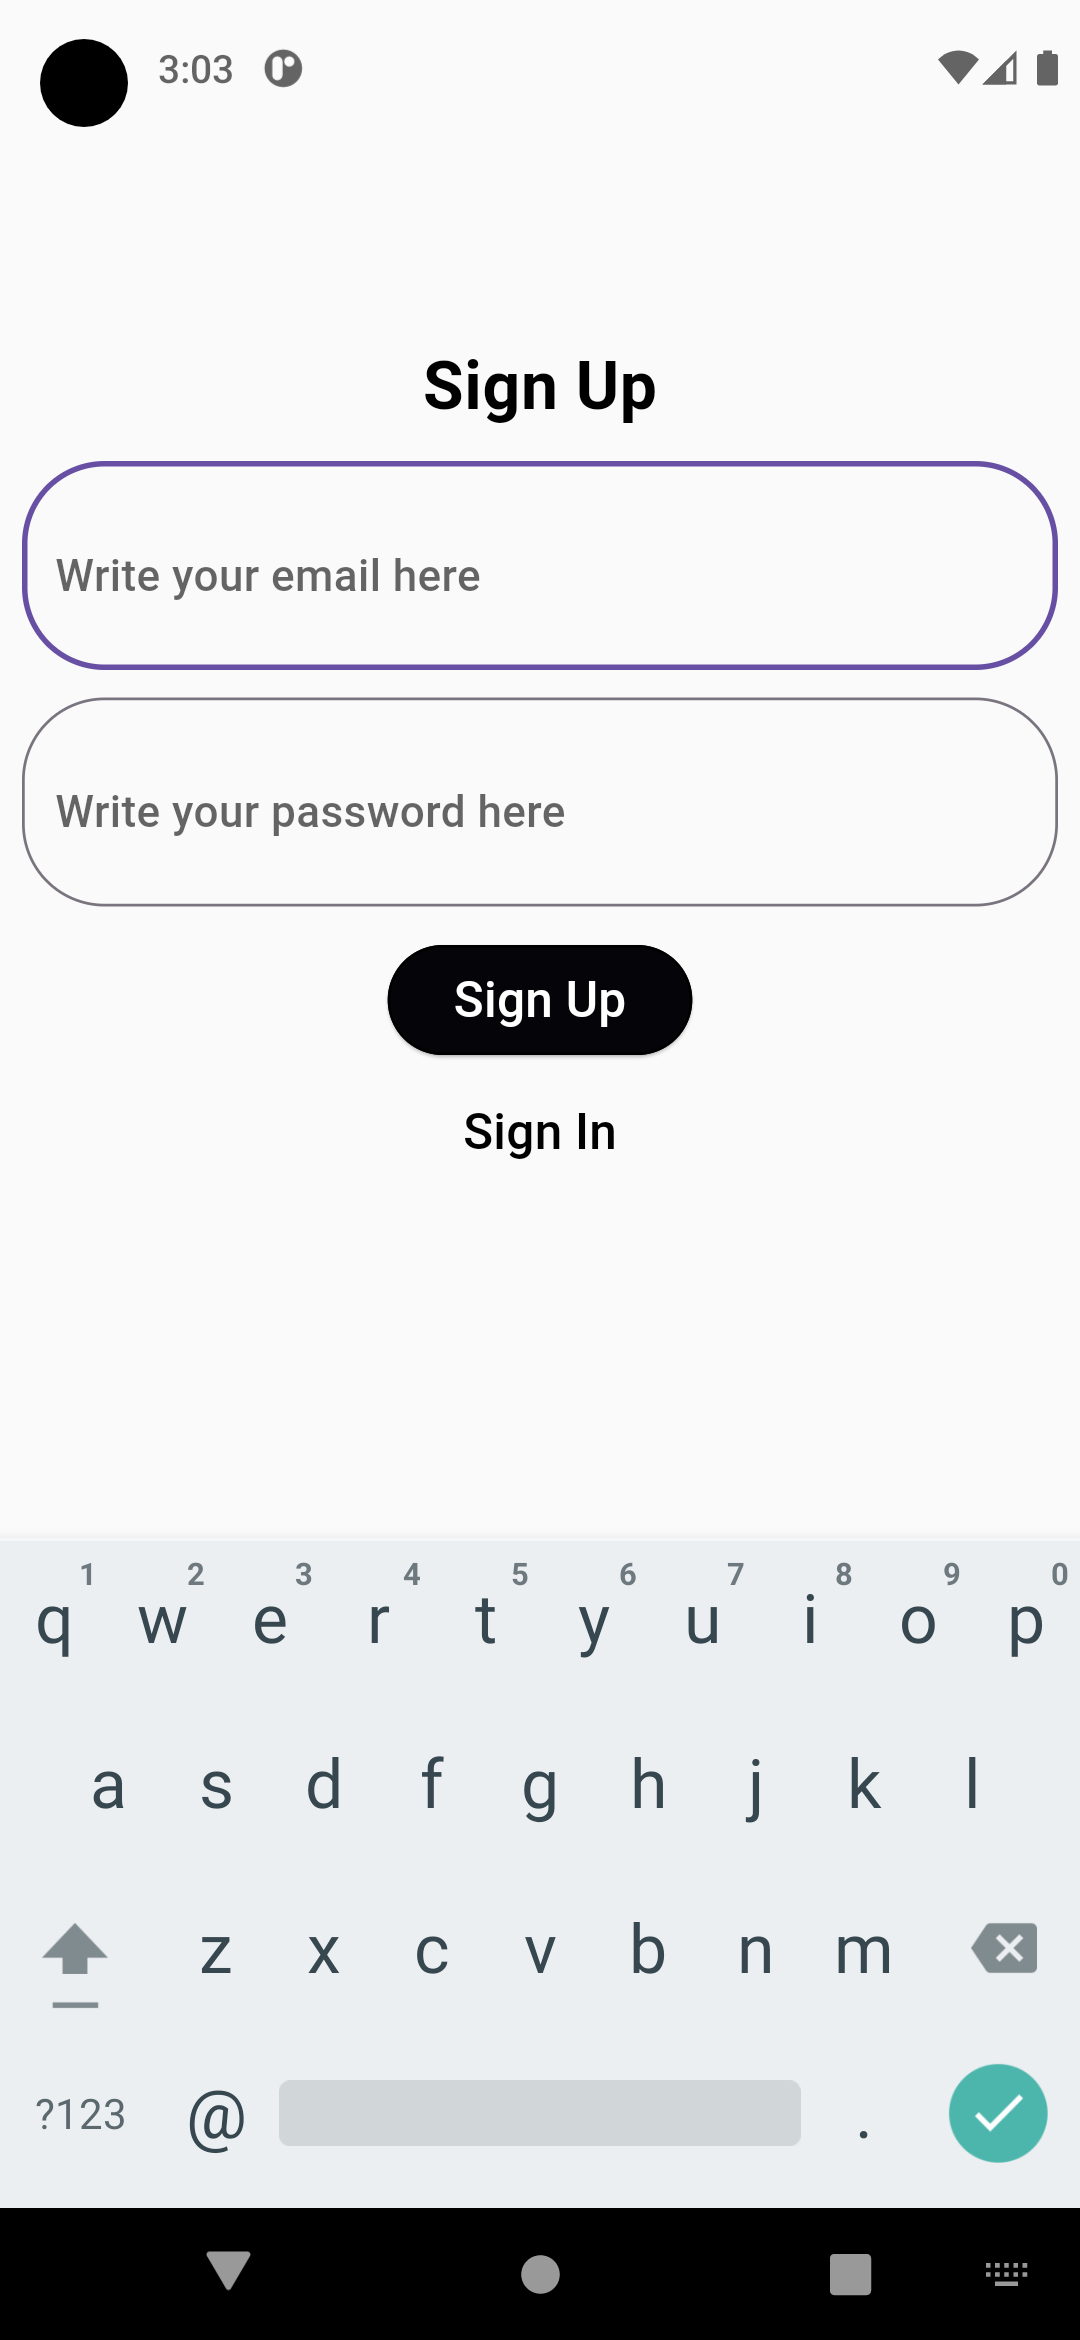 3:03
Sign Up
Write your email here
Write your password here
Sign Up
Sign In
1 2 3 4 5 6 7 8 9 0
q w e r t y u i o p
a s d f g h j k l
z x c v b n m
?123 @ .